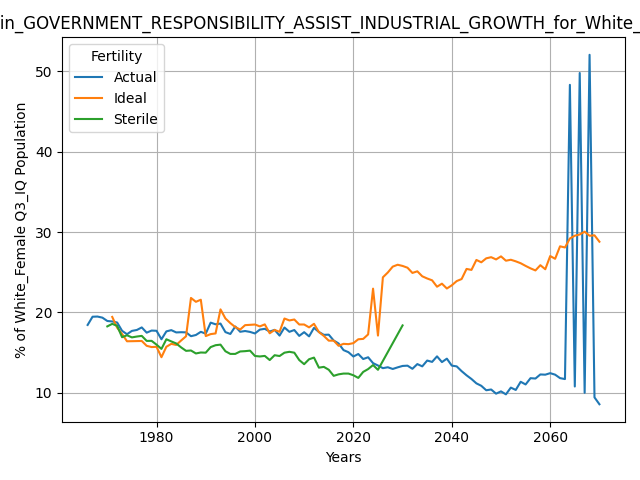 in_GOVERNMENT_RESPONSIBILITY_ASSIST_INDUSTRIAL_GROWTH_for_White_
Fertility
Actual
Ideal
Sterile
% of White_Female Q3_IQ Population
50
40
30
20
10
1980
2000
2020
2040
2060
Years